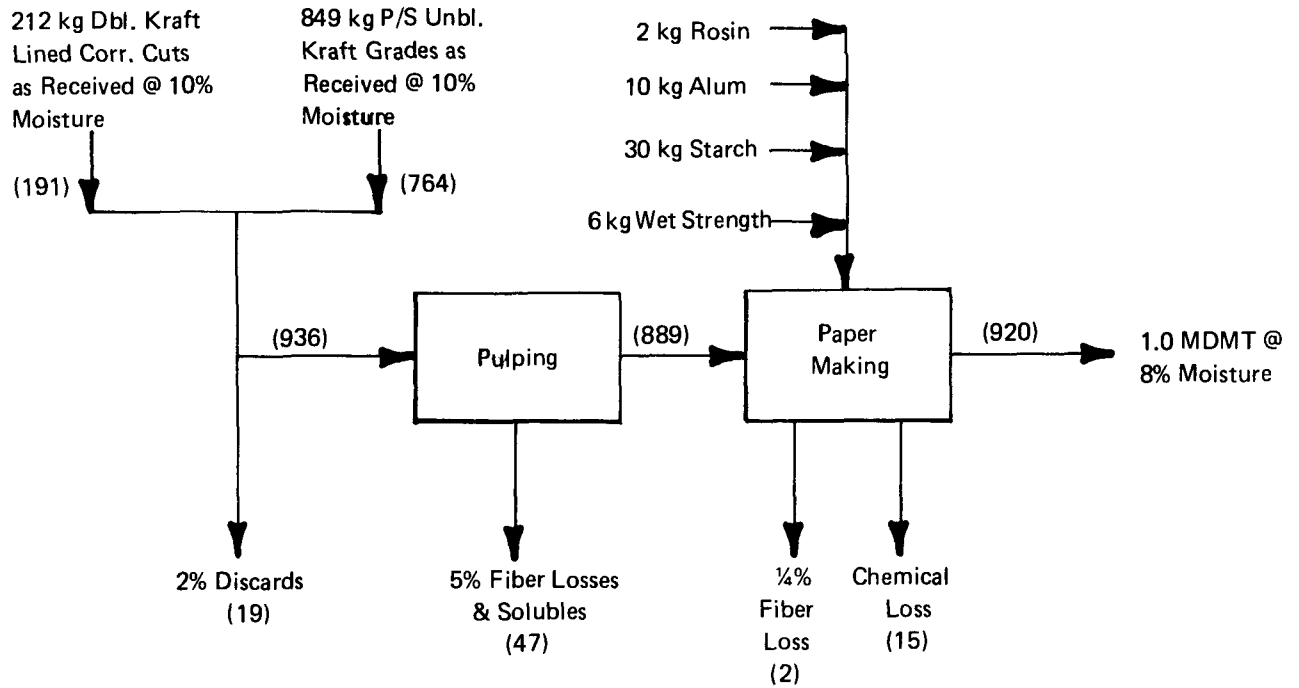 212 kg Dbl. Kraft
Lined Corr. Cuts
as Received @ 10%
Moisture
849 kg P/S Unbl.
Kraft Grades as
Received @ 10%
Moisture
2 kg Rosin
10 kg Alum
30 kg Starch
6 kg Wet Strength
(191)
(764)
(936)
Pulping
(889)
Paper
Making
(920)
1.0 MDMT @
8% Moisture
2% Discards
(19)
5% Fiber Losses
& Solubles
(47)
¼%
Fiber
Loss
(2)
Chemical
Loss
(15)